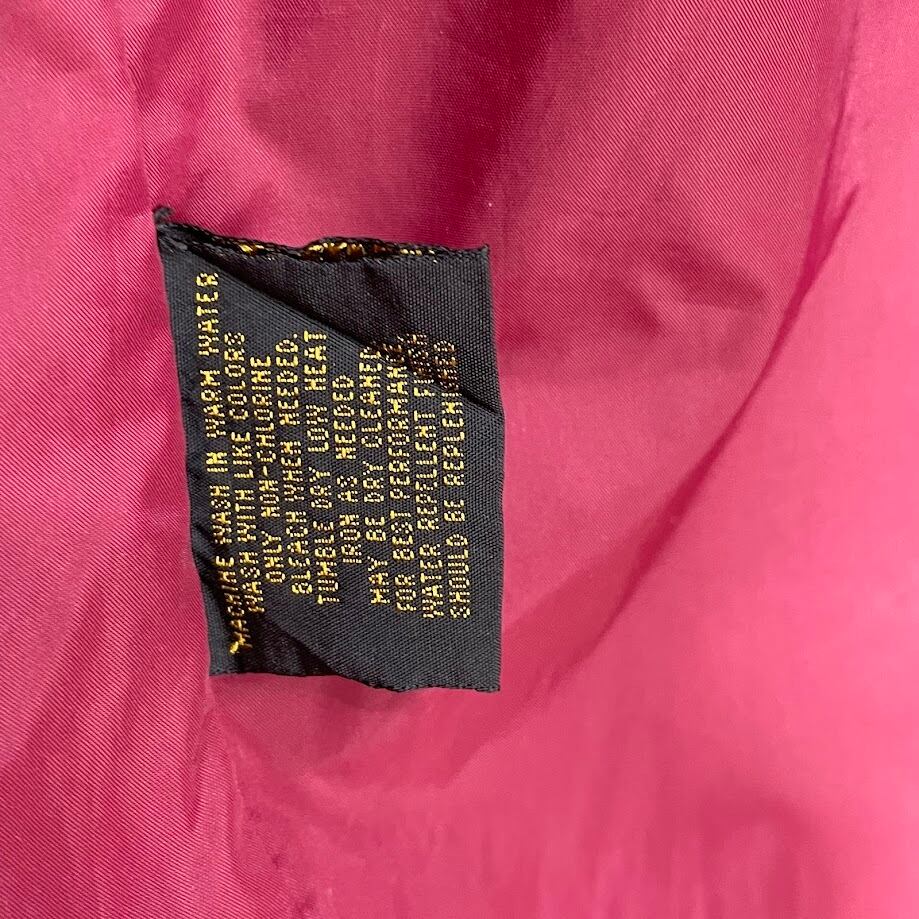 MACHINE WASH IN WARM WATER
WASH WITH LIKE COLORS
ONLY NON-CHLORINE
BLEACH WHEN NEEDED.
TUMBLE DRY LOW HEAT
IRON AS NEEDED
MAY BE DRY CLEANED
FOR BEST PERFORMANCE
WATER REPELLENT FINISH
SHOULD BE REPLENISHED